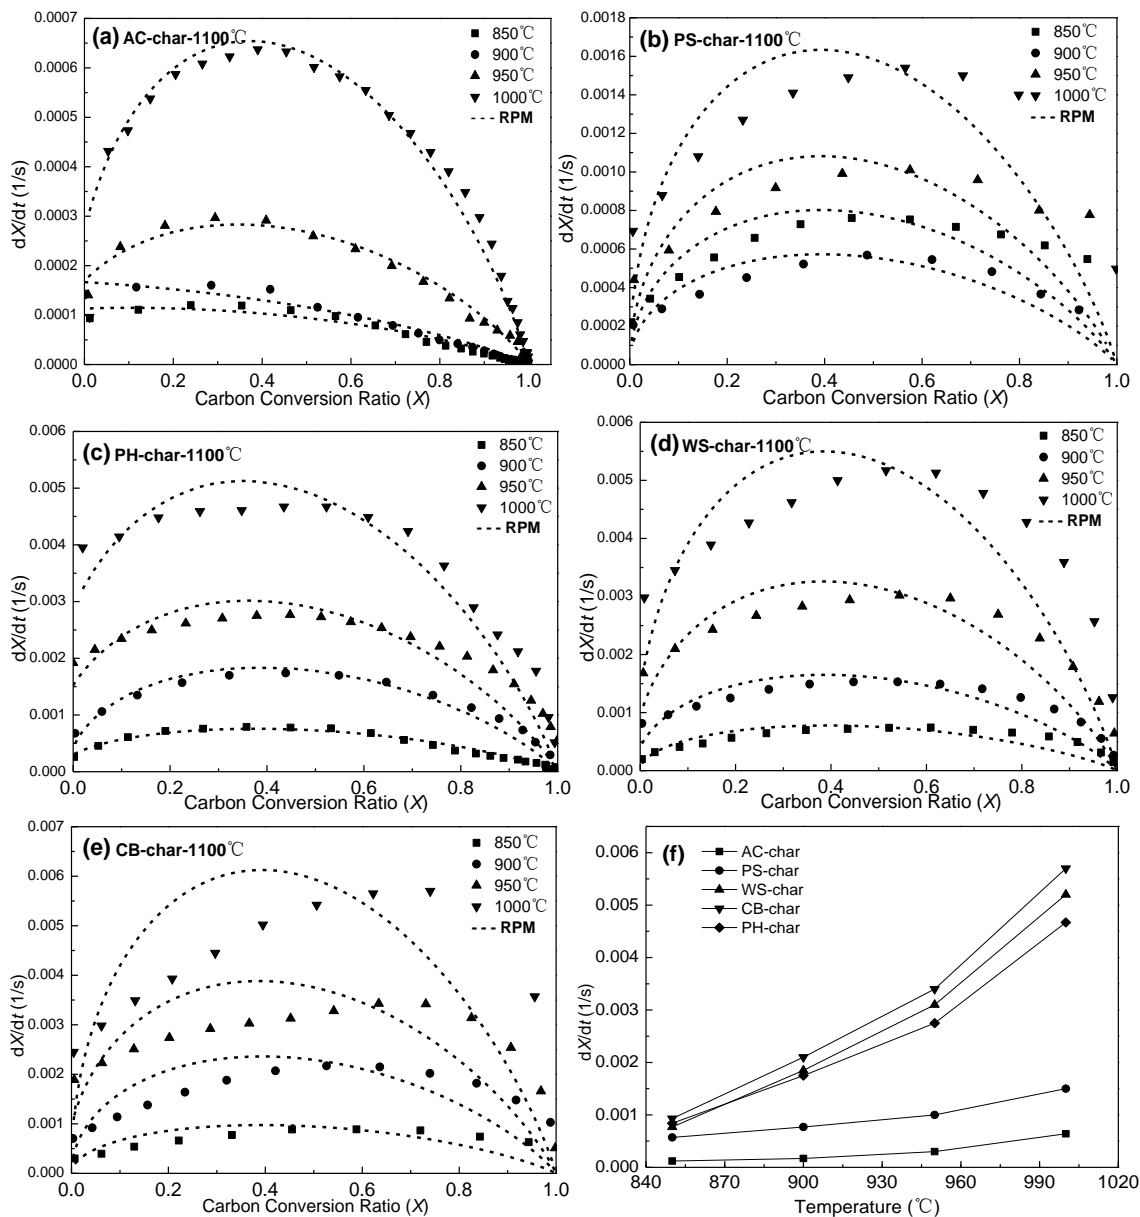 (a) AC-char-1100℃
850℃
900℃
950℃
1000℃
RPM
0.0007
0.0006
0.0005
0.0004
0.0003
0.0002
0.0001
0.0000
dX/dt (1/s)
0.0 0.2 0.4 0.6 0.8 1.0
Carbon Conversion Ratio (X)
(b) PS-char-1100℃
850℃
900℃
950℃
1000℃
RPM
0.0018
0.0016
0.0014
0.0012
0.0010
0.0008
0.0006
0.0004
0.0002
0.0000
dX/dt (1/s)
0.0 0.2 0.4 0.6 0.8 1.0
Carbon Conversion Ratio (X)
(c) PH-char-1100℃
850℃
900℃
950℃
1000℃
RPM
0.006
0.005
0.004
0.003
0.002
0.001
0.000
dX/dt (1/s)
0.0 0.2 0.4 0.6 0.8 1.0
Carbon Conversion Ratio (X)
(d) WS-char-1100℃
850℃
900℃
950℃
1000℃
RPM
0.006
0.005
0.004
0.003
0.002
0.001
0.000
dX/dt (1/s)
0.0 0.2 0.4 0.6 0.8 1.0
Carbon Conversion Ratio (X)
(e) CB-char-1100℃
850℃
900℃
950℃
1000℃
RPM
0.007
0.006
0.005
0.004
0.003
0.002
0.001
0.000
dX/dt (1/s)
0.0 0.2 0.4 0.6 0.8 1.0
Carbon Conversion Ratio (X)
(f)
AC-char
PS-char
WS-char
CB-char
PH-char
0.006
0.005
0.004
0.003
0.002
0.001
0.000
dX/dt (1/s)
840 870 900 930 960 990 1020
Temperature (℃)